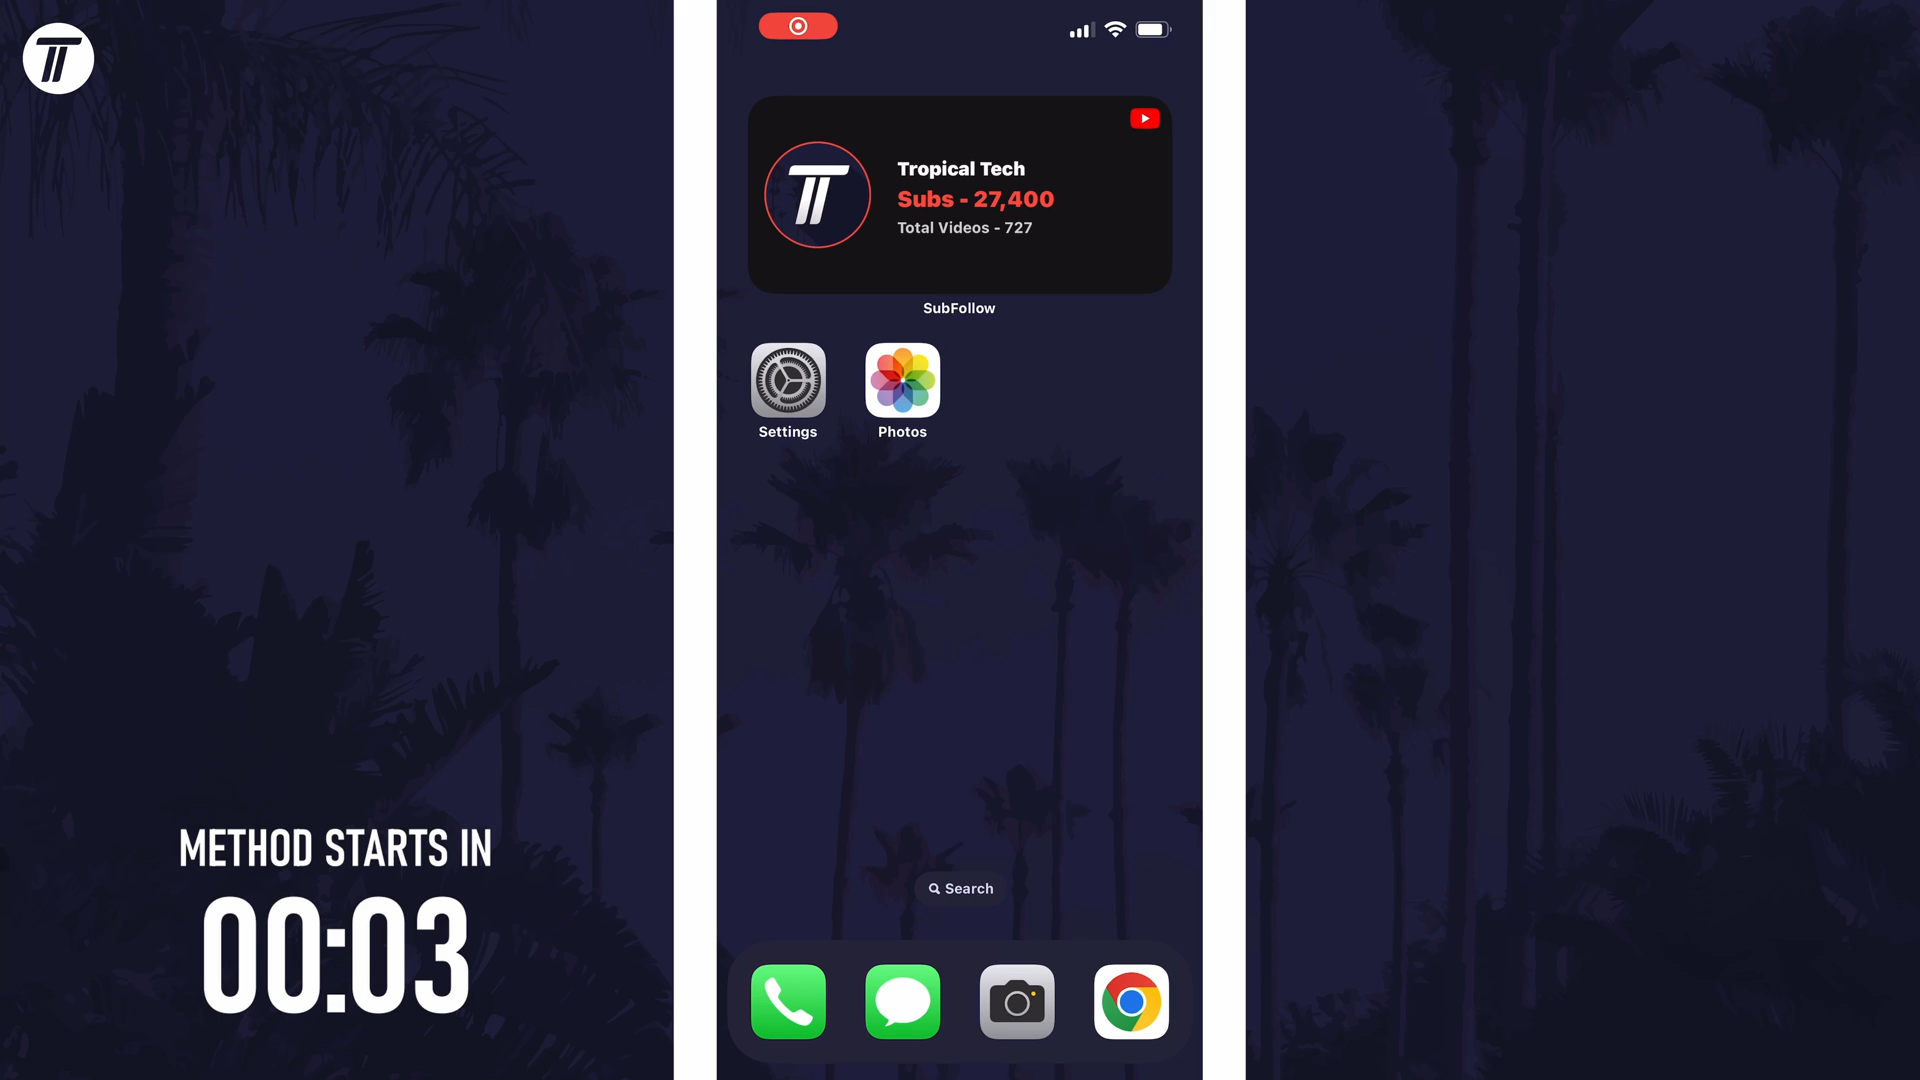 Tropical Tech
Subs - 27,400
Total Videos - 727
SubFollow
Settings
Photos
Search
METHOD STARTS IN
00:03